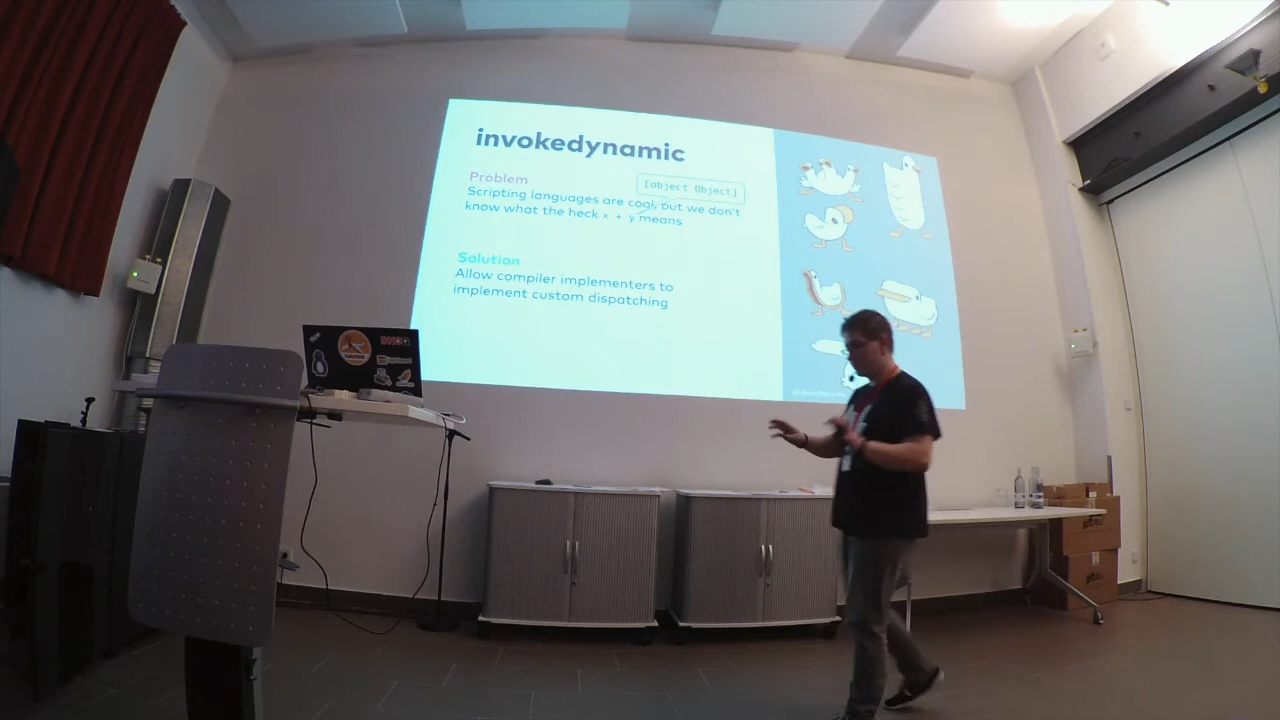 invokedynamic
Problem
[object Object]
Scripting languages are cool, but we don't
know what the heck x + y means
Solution
Allow compiler implementers to
implement custom dispatching